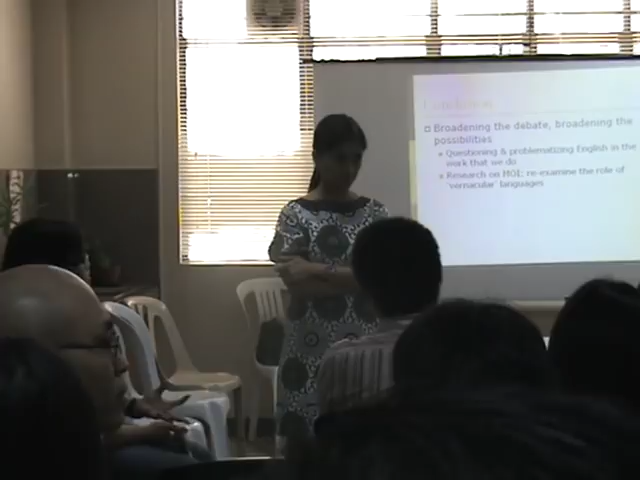 Conclusion
Broadening the debate, broadening the
possibilities
Questioning & problematizing English in the
work that we do
Research on MOI: re-examine the role of
'vernacular' languages